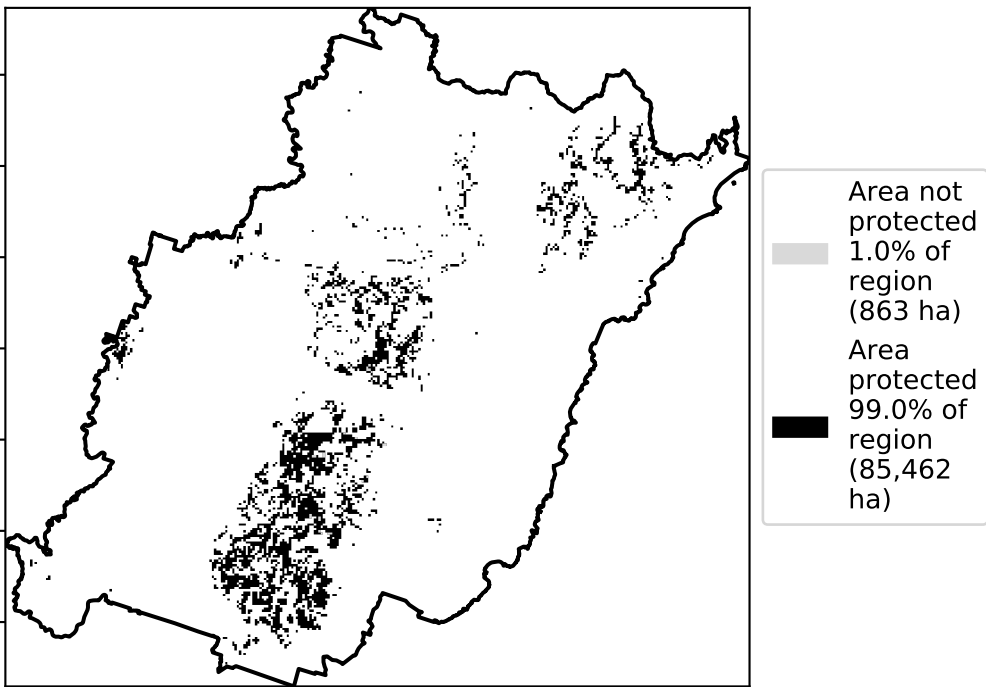 Area not
protected
1.0% of
region
(863 ha)
Area
protected
99.0% of
region
(85,462
ha)